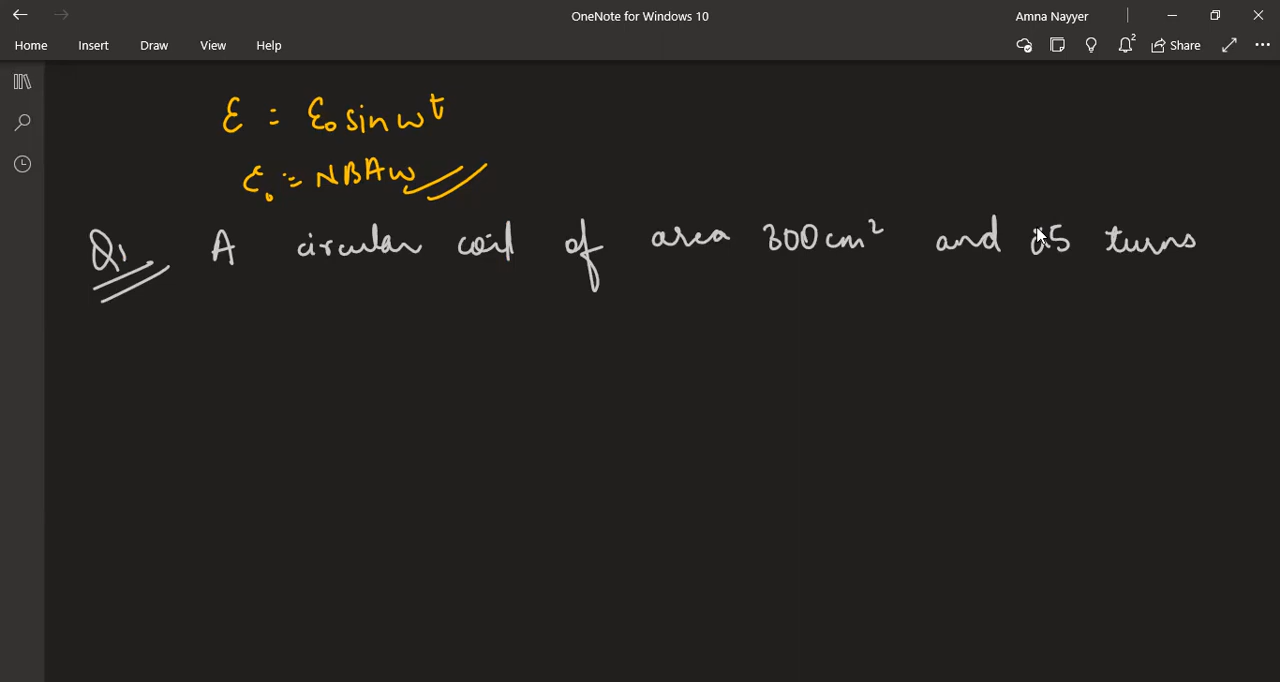 OneNote for Windows 10
Amna Nayyer
Home Insert Draw View Help
2 Share
ε = ε₀ sin ωt
ε₀ = NBAω
Q1 A circular coil of area 300 cm² and turns